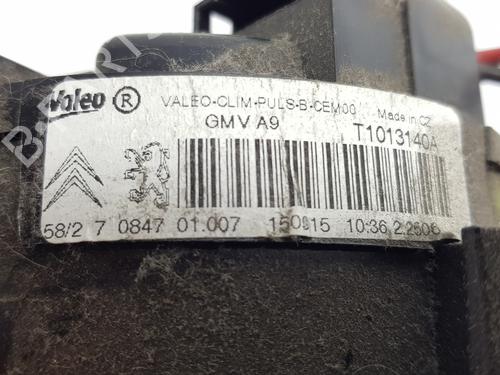 Valeo ® VALEO-CLIM-PULS-B-CEM00
GMV A9 Made in CZ
T1013140A
58/2 7 0847 01.007 150815 10:36 2.2506